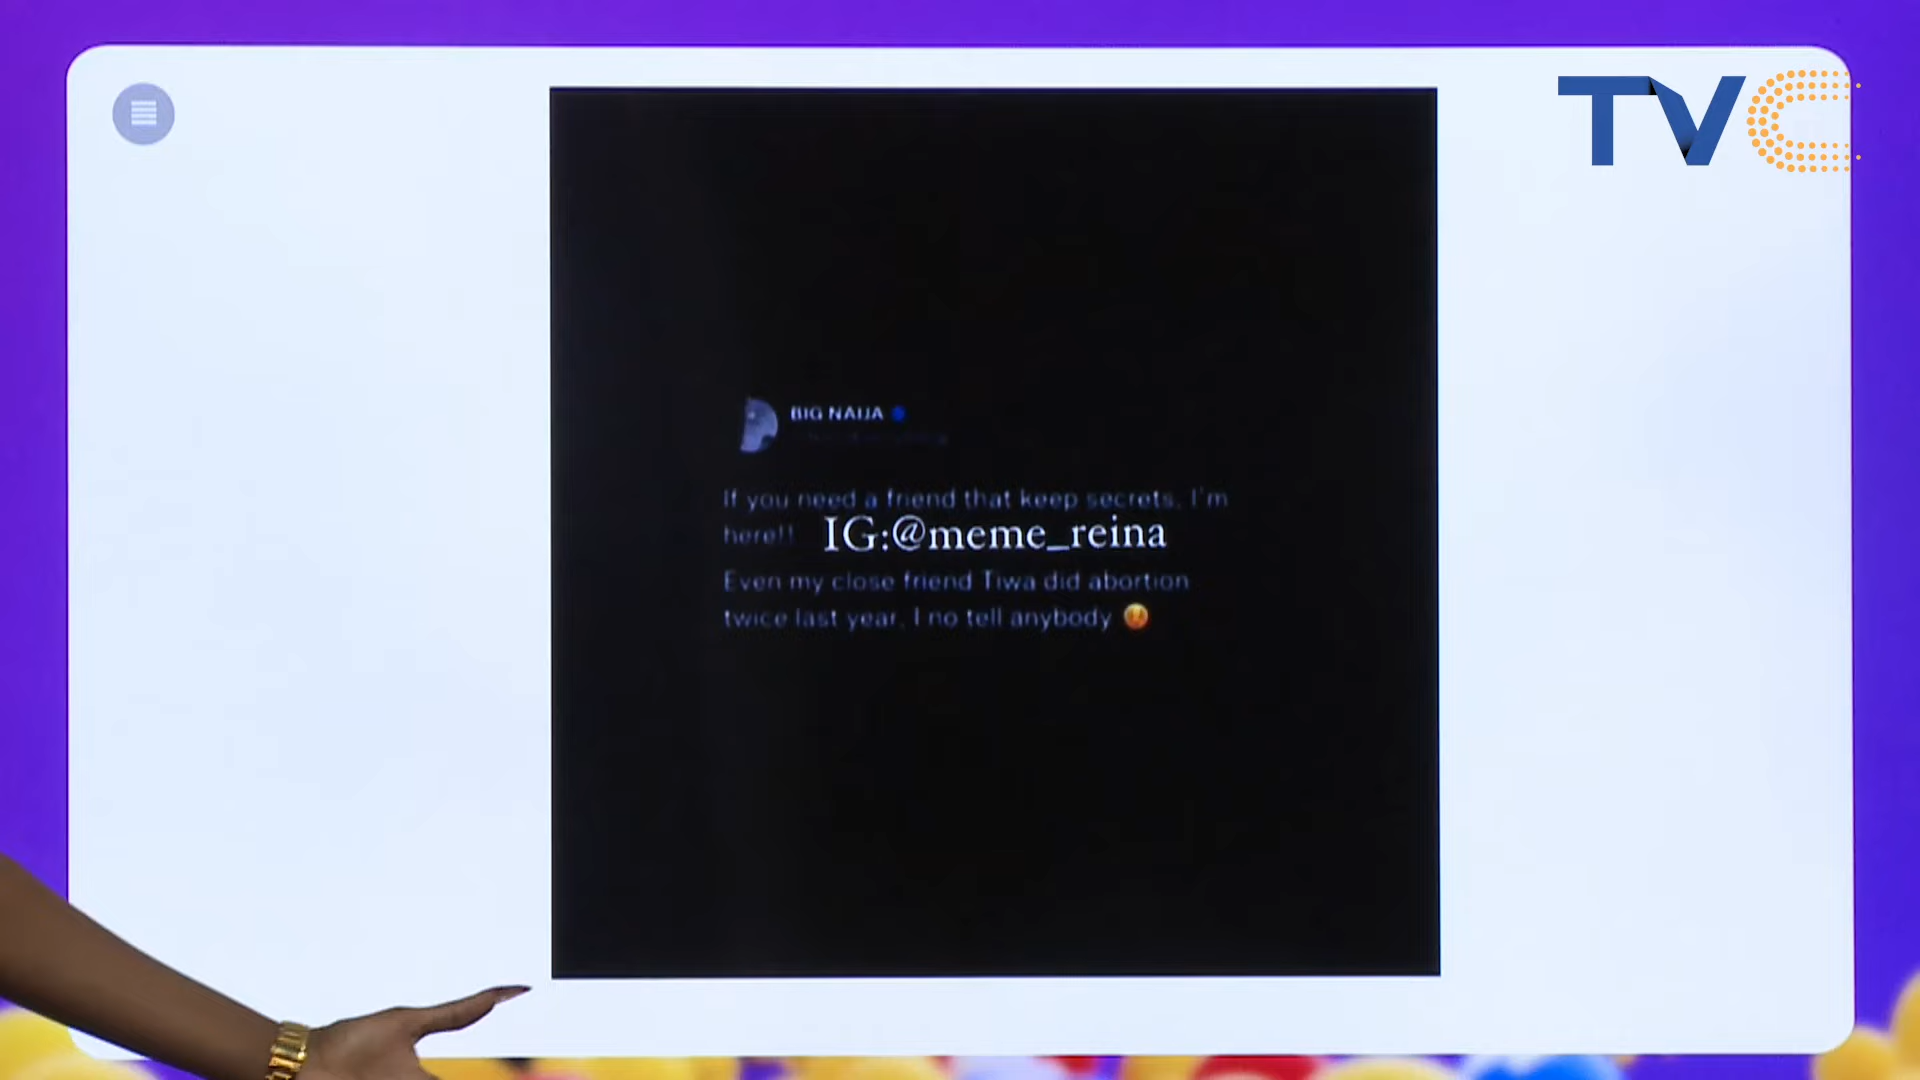 TVC
BIG NAIJA
If you need a friend that keep secrets, I'm
here!!
IG:@meme_reina
Even my close friend Tiwa did abortion
twice last year, I no tell anybody